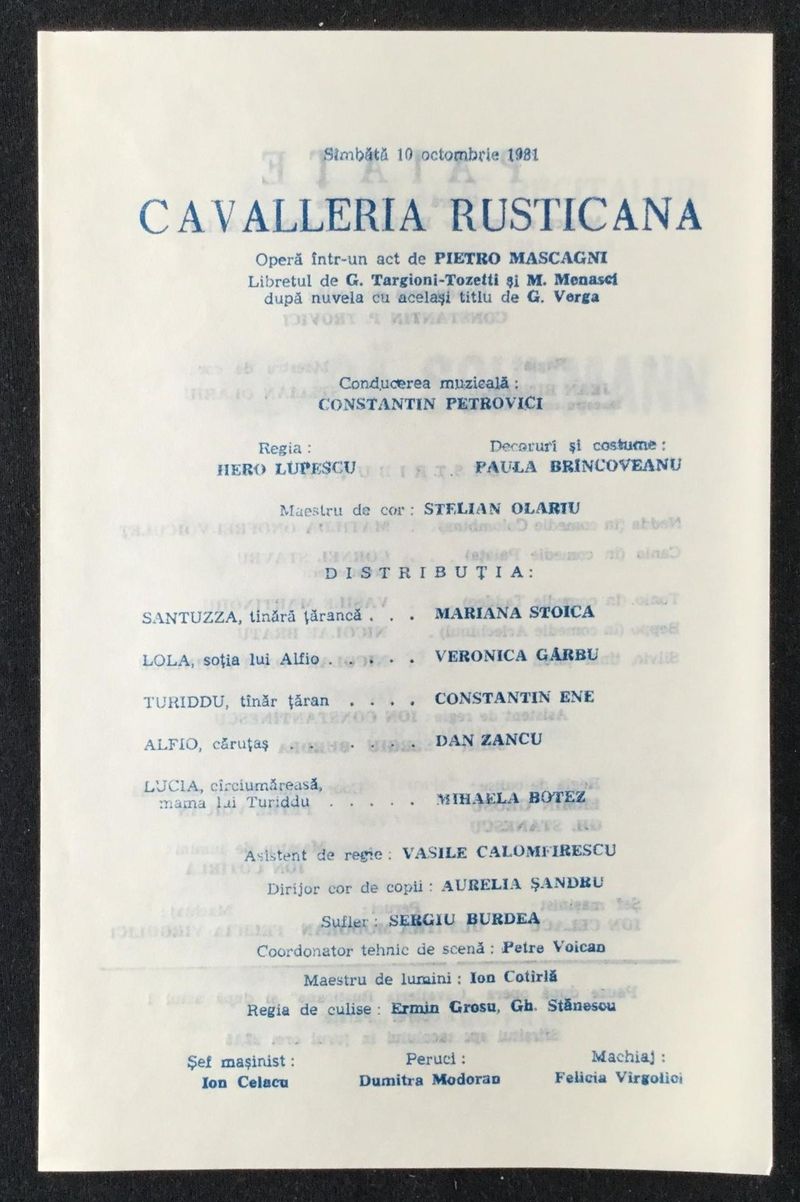 Sîmbătă 10 octombrie 1981
CAVALLERIA RUSTICANA
Operă într-un act de PIETRO MASCAGNI
Libretul de G. Targioni-Tozetti şi M. Menasci
după nuvela cu acelaşi titlu de G. Verga
Conducerea muzicală :
CONSTANTIN PETROVICI
Regia :
HERO LUPESCU
Decoruri şi costume :
PAULA BRÎNCOVEANU
Maestru de cor : STELIAN OLARIU
DISTRIBUŢIA:
SANTUZZA, tînără ţărancă . . . MARIANA STOICA
LOLA, soţia lui Alfio . . . . . VERONICA GÂRBU
TURIDDU, tînăr ţăran . . . . CONSTANTIN ENE
ALFIO, căruţaş . . . . . . DAN ZANCU
LUCIA, cîrciumăreasă,
mama lui Turiddu . . . . . MIHAELA BOTEZ
Asistent de regie : VASILE CALOMFIRESCU
Dirijor cor de copii : AURELIA ŞANDRU
Sufler : SERGIU BURDEA
Coordonator tehnic de scenă : Petre Voican
Maestru de lumini : Ion Cotîrlă
Regia de culise : Ermin Grosu, Gh. Stănescu
Şef maşinist :
Ion Celacu
Peruci :
Dumitra Modoran
Machiaj :
Felicia Vîrgolici